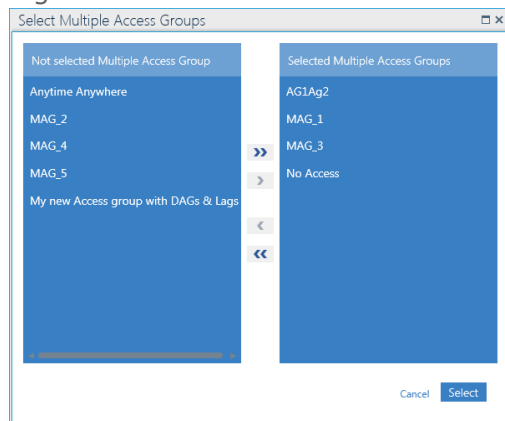 Select Multiple Access Groups
Not selected Multiple Access Group
Anytime Anywhere
MAG_2
MAG_4
MAG_5
My new Access group with DAGs & Lags
Selected Multiple Access Groups
AG1Ag2
MAG_1
MAG_3
No Access
Cancel
Select